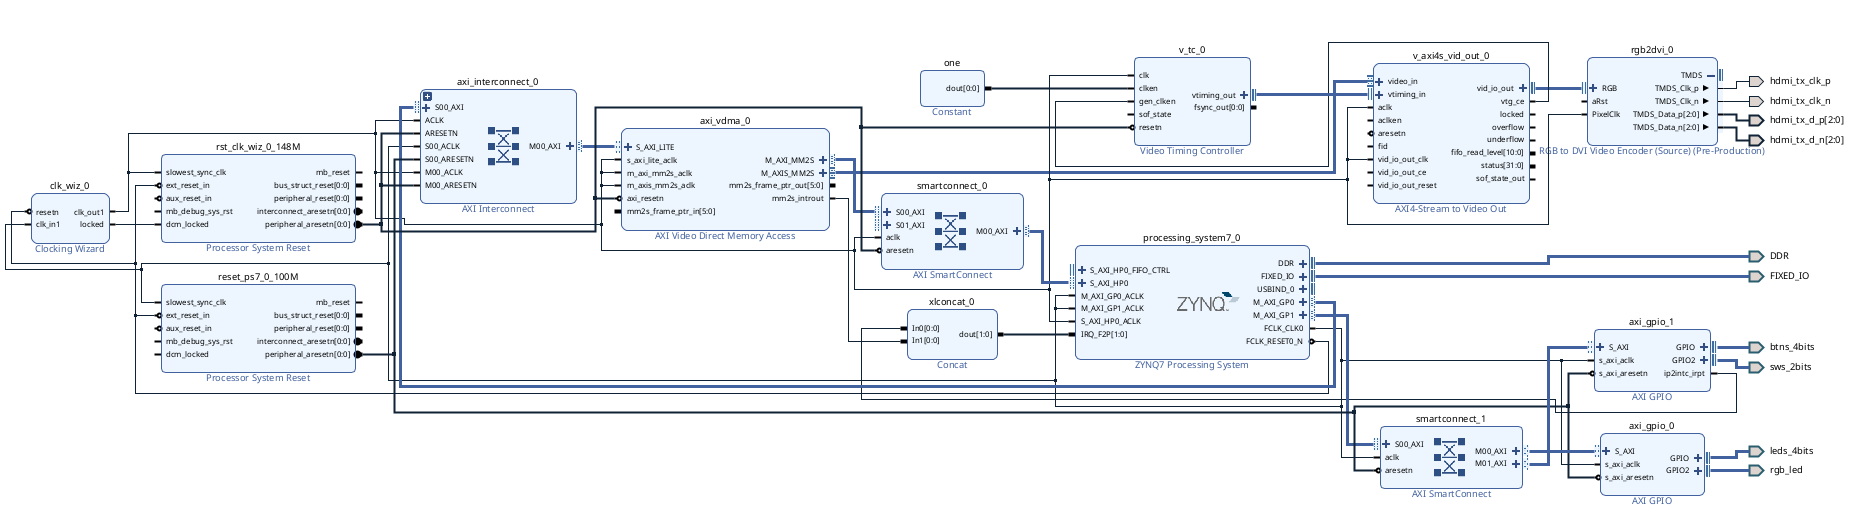 clk_wiz_0
resetn
clk_in1
clk_out1
locked
Clocking Wizard
rst_clk_wiz_0_148M
slowest_sync_clk
ext_reset_in
aux_reset_in
mb_debug_sys_rst
dcm_locked
mb_reset
bus_struct_reset[0:0]
peripheral_reset[0:0]
interconnect_aresetn[0:0]
peripheral_aresetn[0:0]
Processor System Reset
reset_ps7_0_100M
slowest_sync_clk
ext_reset_in
aux_reset_in
mb_debug_sys_rst
dcm_locked
mb_reset
bus_struct_reset[0:0]
peripheral_reset[0:0]
interconnect_aresetn[0:0]
peripheral_aresetn[0:0]
Processor System Reset
axi_interconnect_0
S00_AXI
ACLK
ARESETN
S00_ACLK
S00_ARESETN
M00_ACLK
M00_ARESETN
M00_AXI
AXI Interconnect
axi_vdma_0
S_AXI_LITE
s_axi_lite_aclk
m_axi_mm2s_aclk
m_axis_mm2s_aclk
axi_resetn
mm2s_frame_ptr_in[5:0]
M_AXI_MM2S
M_AXIS_MM2S
mm2s_frame_ptr_out[5:0]
mm2s_introut
AXI Video Direct Memory Access
one
dout[0:0]
Constant
smartconnect_0
S00_AXI
S01_AXI
aclk
aresetn
M00_AXI
AXI SmartConnect
xlconcat_0
In0[0:0]
In1[0:0]
dout[1:0]
Concat
v_tc_0
clk
clken
gen_clken
sof_state
resetn
vtiming_out
fsync_out[0:0]
Video Timing Controller
processing_system7_0
S_AXI_HP0_FIFO_CTRL
S_AXI_HP0
M_AXI_GP0_ACLK
M_AXI_GP1_ACLK
S_AXI_HP0_ACLK
IRQ_F2P[1:0]
ZYNQ
DDR
FIXED_IO
USBIND_0
M_AXI_GP0
M_AXI_GP1
FCLK_CLK0
FCLK_RESET0_N
ZYNQ7 Processing System
v_axi4s_vid_out_0
video_in
vtiming_in
aclk
aclken
aresetn
fid
vid_io_out_clk
vid_io_out_ce
vid_io_out_reset
vid_io_out
vtg_ce
locked
overflow
underflow
fifo_read_level[10:0]
status[31:0]
sof_state_out
AXI4-Stream to Video Out
rgb2dvi_0
RGB
aRst
PixelClk
TMDS
TMDS_Clk_p
TMDS_Clk_n
TMDS_Data_p[2:0]
TMDS_Data_n[2:0]
RGB to DVI Video Encoder (Source) (Pre-Production)
hdmi_tx_clk_p
hdmi_tx_clk_n
hdmi_tx_d_p[2:0]
hdmi_tx_d_n[2:0]
DDR
FIXED_IO
smartconnect_1
S00_AXI
aclk
aresetn
M00_AXI
M01_AXI
AXI SmartConnect
axi_gpio_1
S_AXI
s_axi_aclk
s_axi_aresetn
GPIO
GPIO2
ip2intc_irpt
AXI GPIO
btns_4bits
sws_2bits
axi_gpio_0
S_AXI
s_axi_aclk
s_axi_aresetn
GPIO
GPIO2
AXI GPIO
leds_4bits
rgb_led